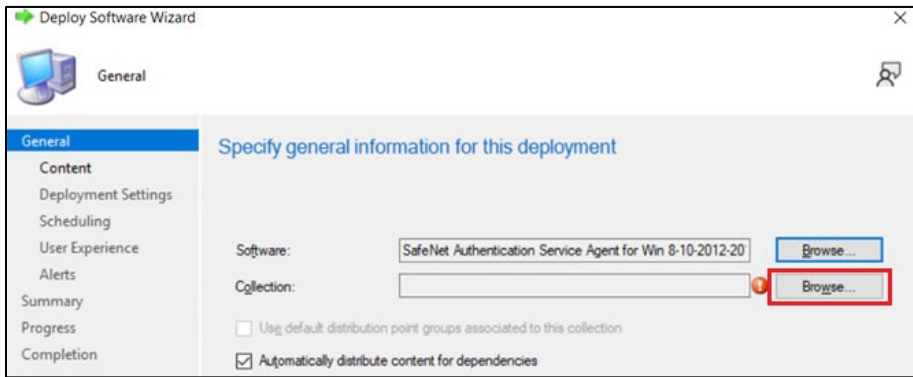 Deploy Software Wizard
General
General
Content
Deployment Settings
Scheduling
User Experience
Alerts
Summary
Progress
Completion
Specify general information for this deployment
Software: SafeNet Authentication Service Agent for Win 8-10-2012-20 Browse...
Collection: Browse...
Use default distribution point groups associated to this collection
Automatically distribute content for dependencies